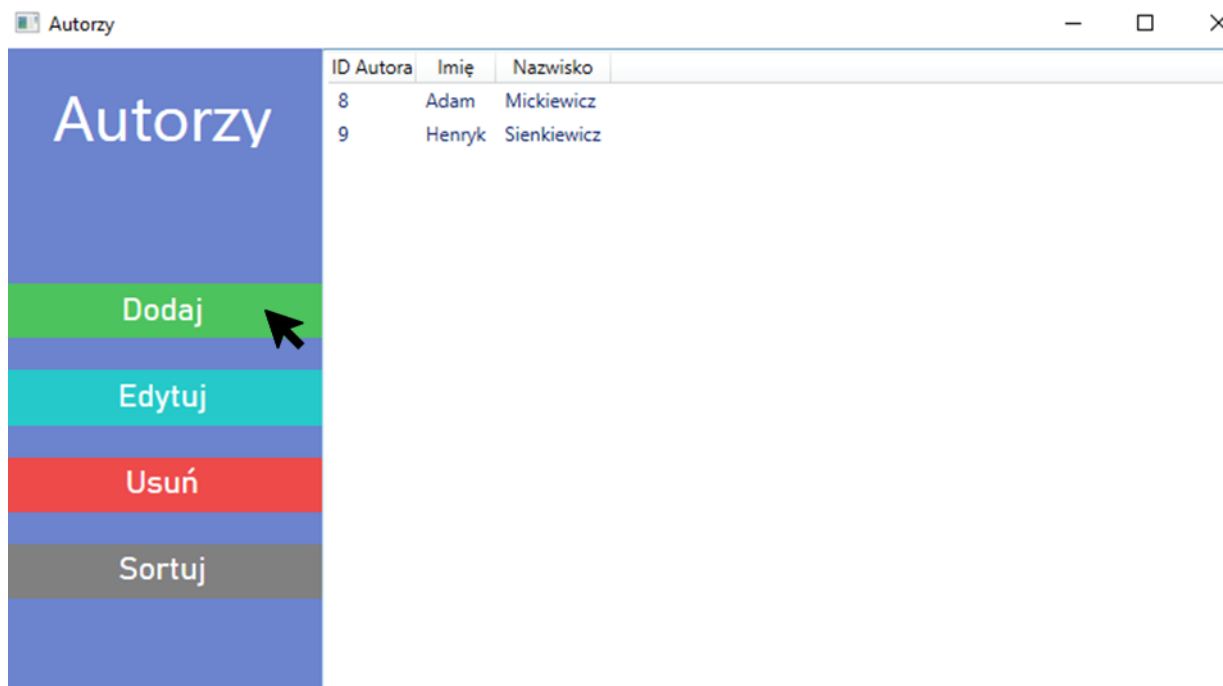 Autorzy
Autorzy
Dodaj
Edytuj
Usuń
Sortuj
ID Autora Imię Nazwisko
8 Adam Mickiewicz
9 Henryk Sienkiewicz